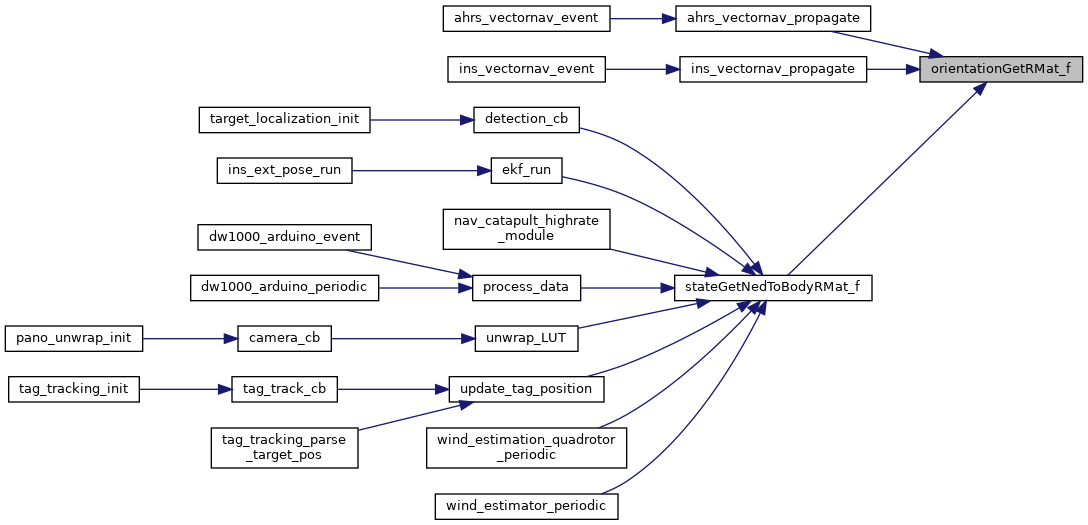 ahrs_vectornav_event
ahrs_vectornav_propagate
orientationGetRMat_f
ins_vectornav_event
ins_vectornav_propagate
target_localization_init
detection_cb
ins_ext_pose_run
ekf_run
nav_catapult_highrate
_module
dw1000_arduino_event
dw1000_arduino_periodic
process_data
stateGetNedToBodyRMat_f
pano_unwrap_init
camera_cb
unwrap_LUT
tag_tracking_init
tag_track_cb
update_tag_position
tag_tracking_parse
_target_pos
wind_estimation_quadrotor
_periodic
wind_estimator_periodic